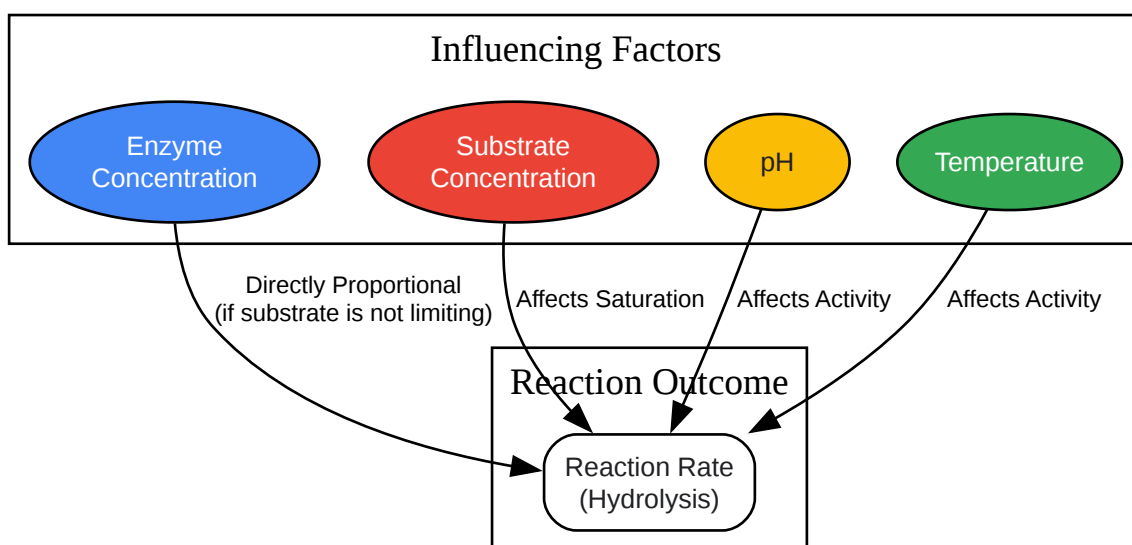 Influencing Factors
Enzyme
Concentration
Substrate
Concentration
pH
Temperature
Directly Proportional
(if substrate is not limiting)
Affects Saturation
Affects Activity
Affects Activity
Reaction Outcome
Reaction Rate
(Hydrolysis)